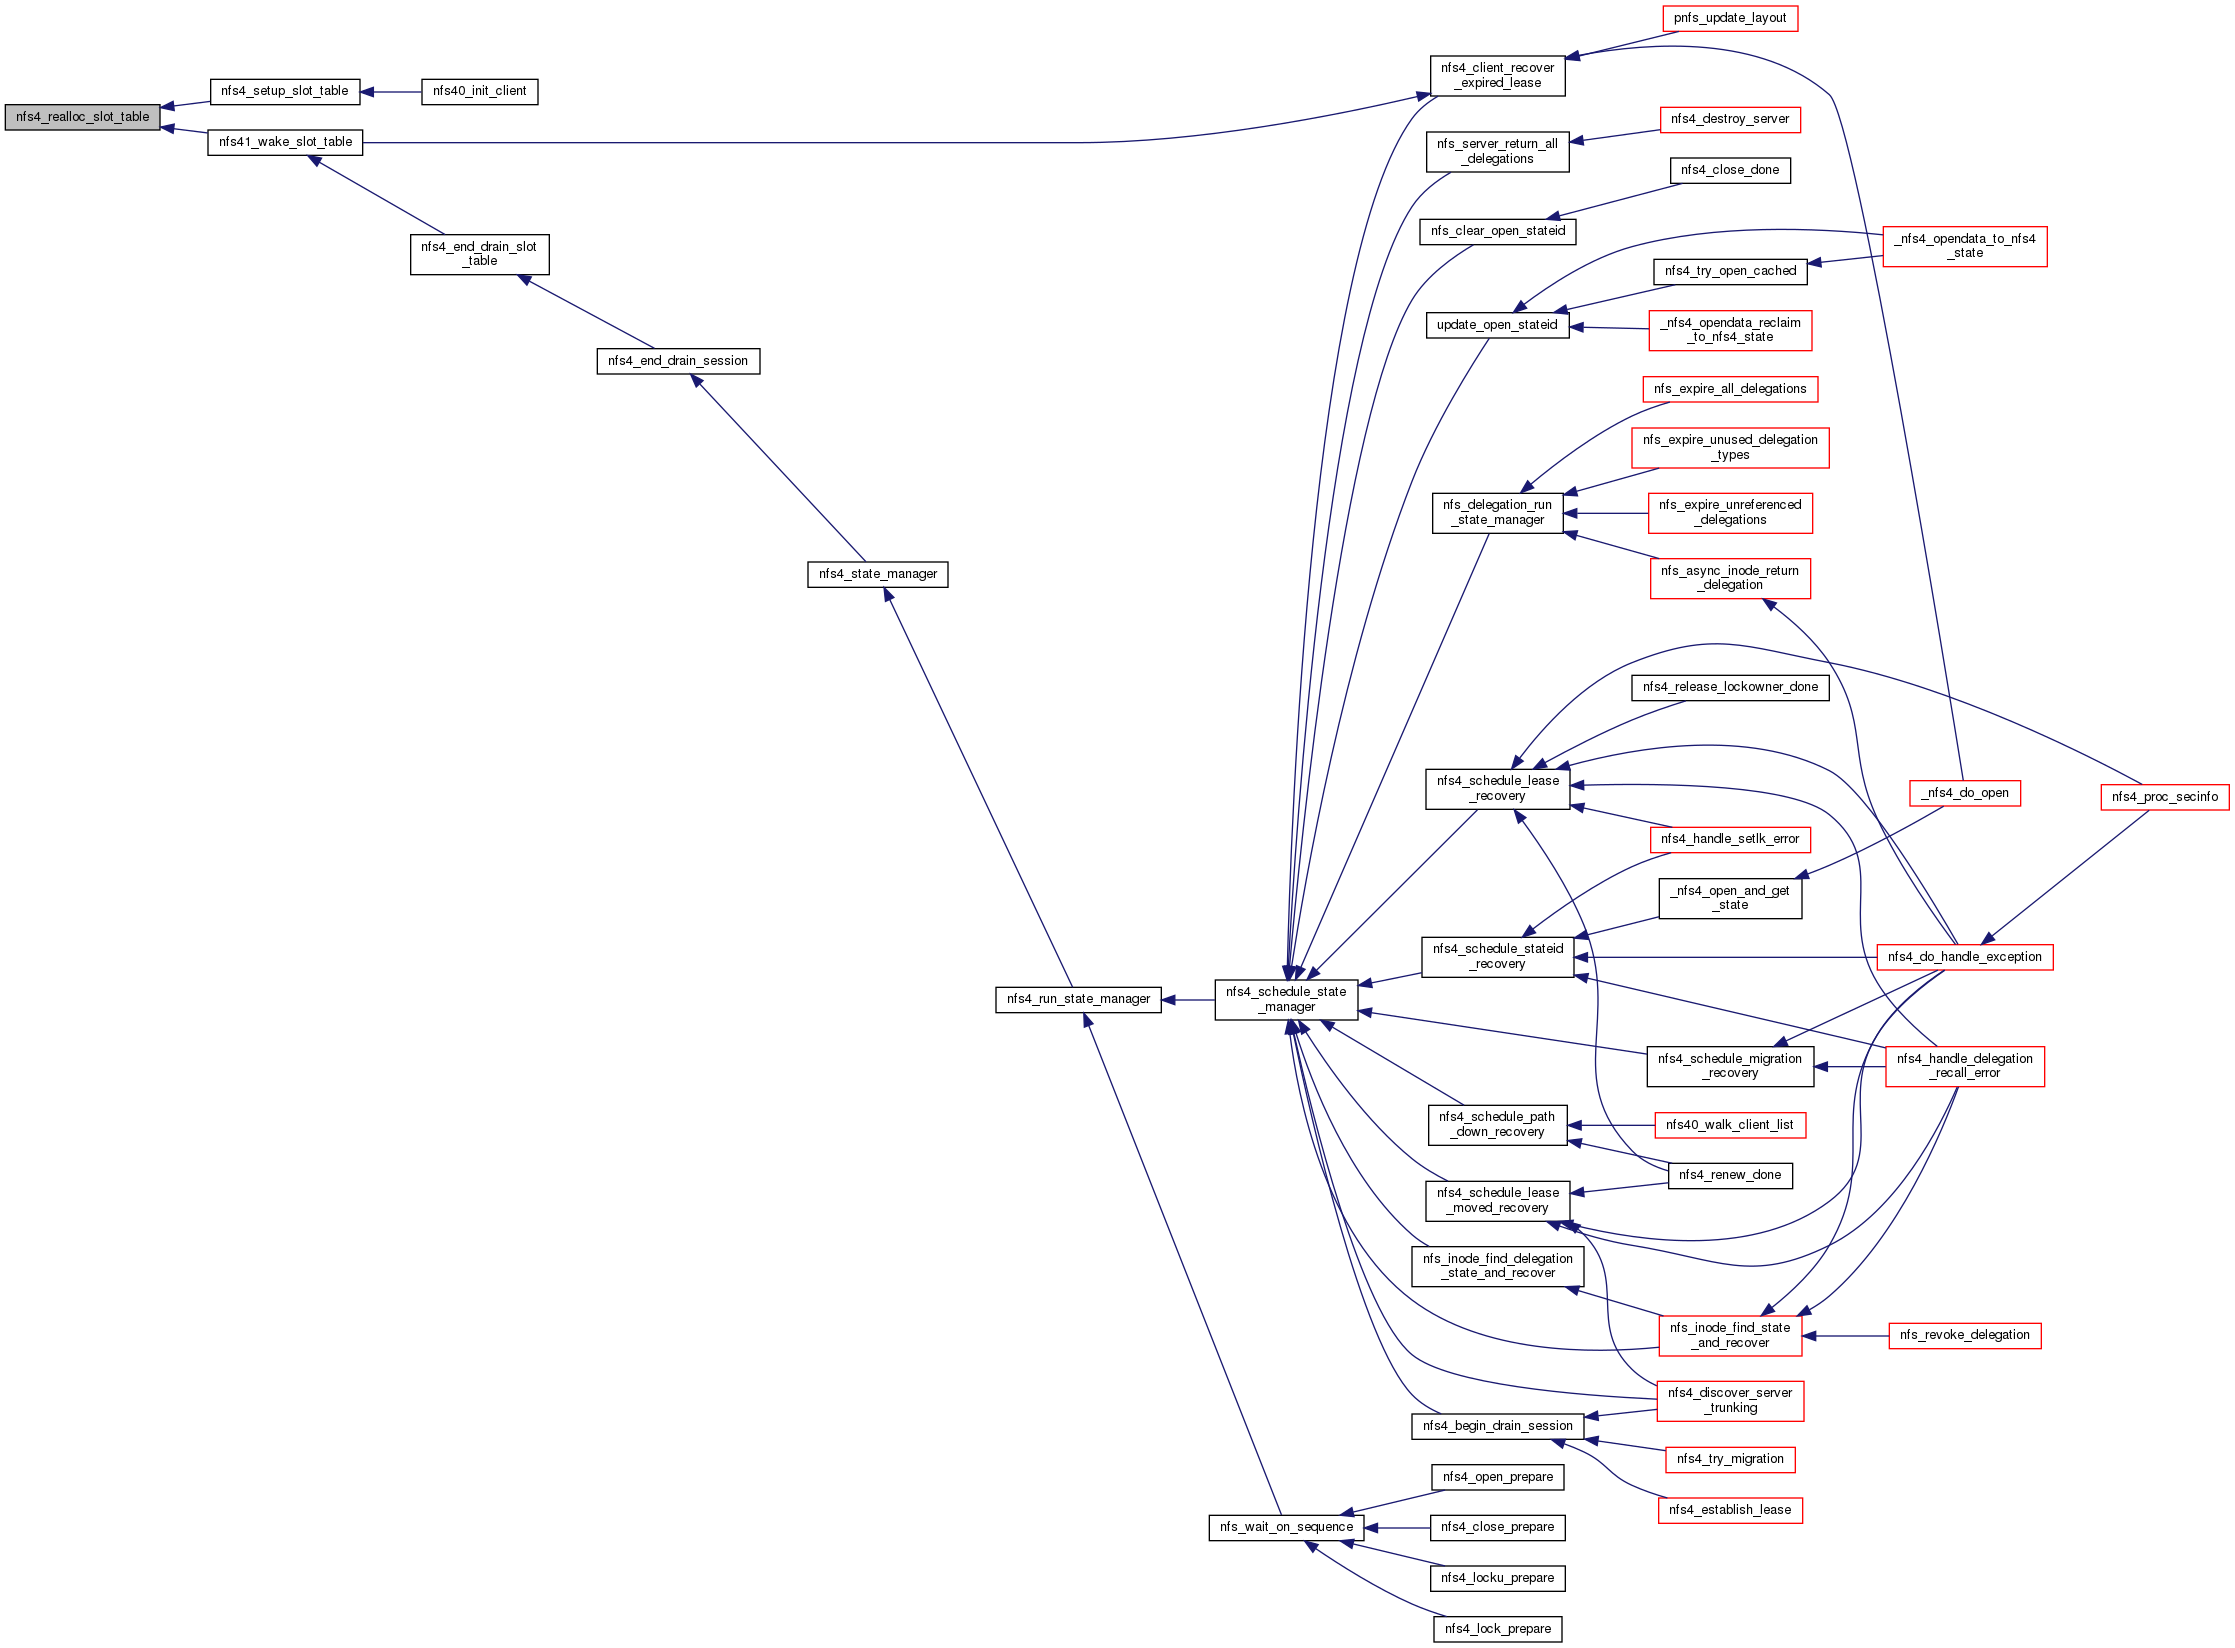 pnfs_update_layout
nfs4_client_recover
_expired_lease
nfs4_setup_slot_table
nfs40_init_client
nfs4_realloc_slot_table
nfs41_wake_slot_table
nfs_server_return_all
_delegations
nfs4_destroy_server
nfs4_close_done
nfs_clear_open_stateid
nfs4_end_drain_slot
_table
_nfs4_opendata_to_nfs4
_state
nfs4_try_open_cached
update_open_stateid
_nfs4_opendata_reclaim
_to_nfs4_state
nfs4_end_drain_session
nfs_expire_all_delegations
nfs_expire_unused_delegation
_types
nfs_delegation_run
_state_manager
nfs_expire_unreferenced
_delegations
nfs4_state_manager
nfs_async_inode_return
_delegation
nfs4_release_lockowner_done
nfs4_schedule_lease
_recovery
_nfs4_do_open
nfs4_proc_secinfo
nfs4_handle_setlk_error
_nfs4_open_and_get
_state
nfs4_schedule_stateid
_recovery
nfs4_do_handle_exception
nfs4_run_state_manager
nfs4_schedule_state
_manager
nfs4_schedule_migration
_recovery
nfs4_handle_delegation
_recall_error
nfs4_schedule_path
_down_recovery
nfs40_walk_client_list
nfs4_renew_done
nfs4_schedule_lease
_moved_recovery
nfs_inode_find_delegation
_state_and_recover
nfs_inode_find_state
_and_recover
nfs_revoke_delegation
nfs4_discover_server
_trunking
nfs4_begin_drain_session
nfs4_try_migration
nfs4_open_prepare
nfs4_establish_lease
nfs_wait_on_sequence
nfs4_close_prepare
nfs4_locku_prepare
nfs4_lock_prepare